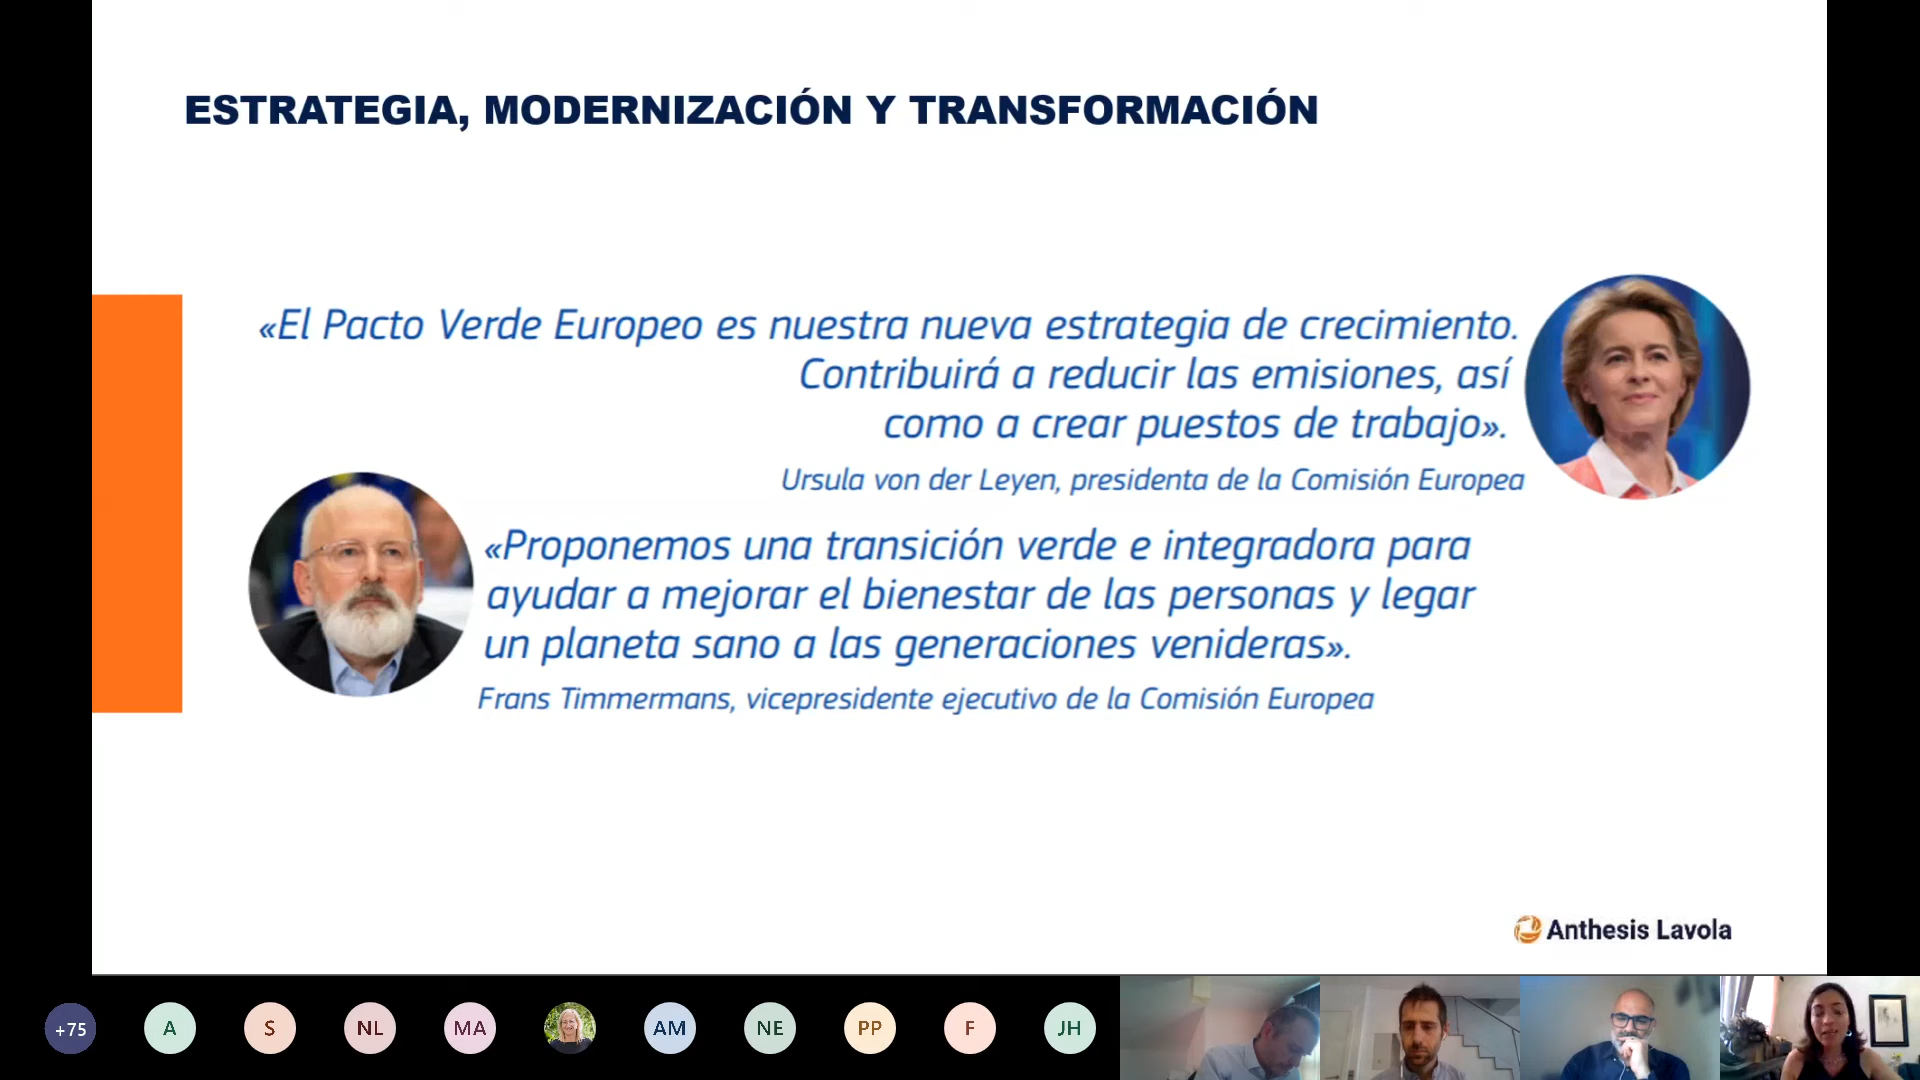 ESTRATEGIA, MODERNIZACIÓN Y TRANSFORMACIÓN
«El Pacto Verde Europeo es nuestra nueva estrategia de crecimiento.
Contribuirá a reducir las emisiones, así
como a crear puestos de trabajo».
Ursula von der Leyen, presidenta de la Comisión Europea
«Proponemos una transición verde e integradora para
ayudar a mejorar el bienestar de las personas y legar
un planeta sano a las generaciones venideras».
Frans Timmermans, vicepresidente ejecutivo de la Comisión Europea
Anthesis Lavola
+75
A
S
NL
MA
AM
NE
PP
F
JH